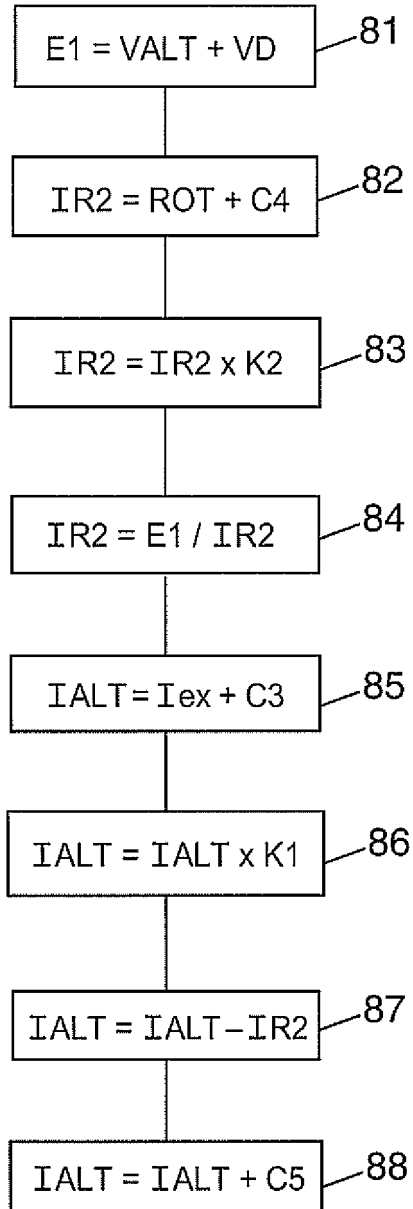 E1 = VALT + VD
81
IR2 = ROT + C4
82
IR2 = IR2 x K2
83
IR2 = E1 / IR2
84
IALT = Iex + C3
85
IALT = IALT x K1
86
IALT = IALT – IR2
87
IALT = IALT + C5
88